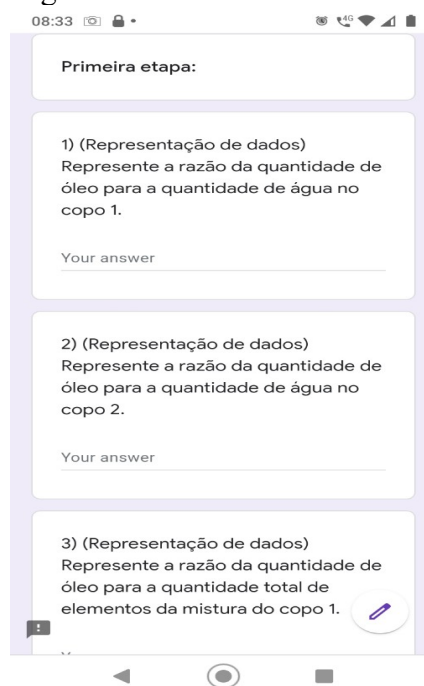 08:33
4G
Primeira etapa:
1) (Representação de dados)
Represente a razão da quantidade de
óleo para a quantidade de água no
copo 1.
Your answer
2) (Representação de dados)
Represente a razão da quantidade de
óleo para a quantidade de água no
copo 2.
Your answer
3) (Representação de dados)
Represente a razão da quantidade de
óleo para a quantidade total de
elementos da mistura do copo 1.